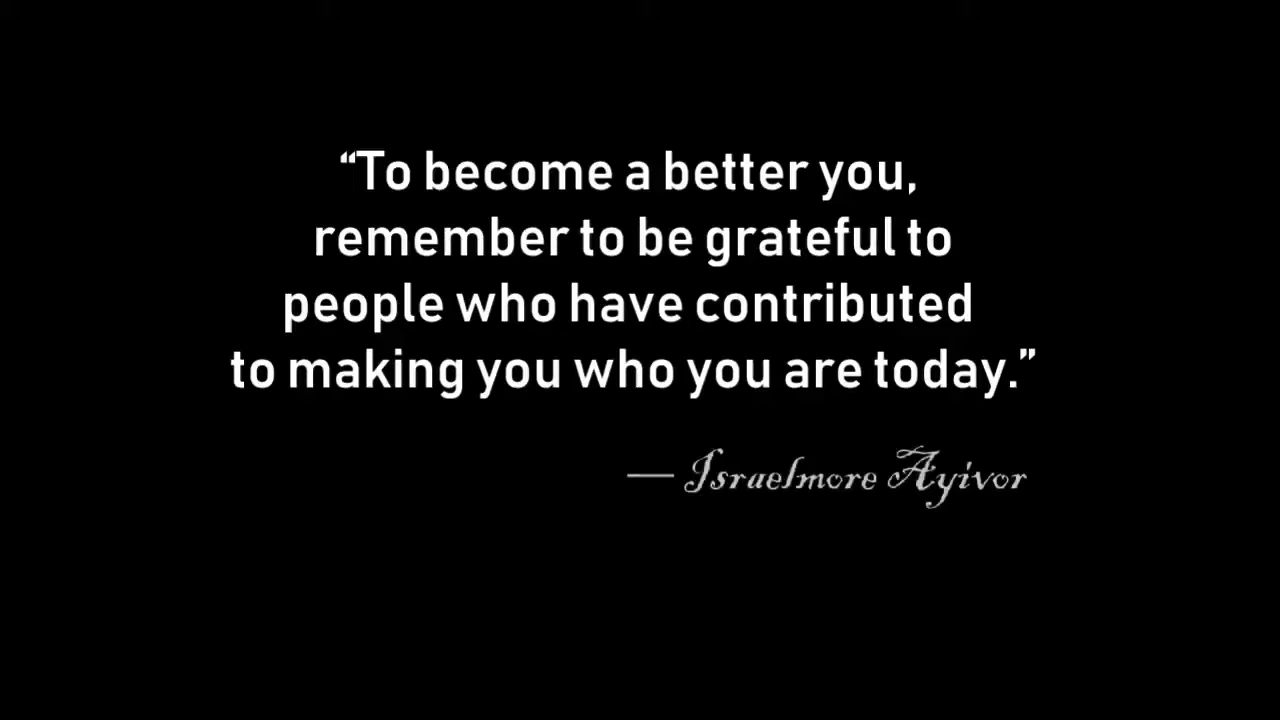 “To become a better you,
remember to be grateful to
people who have contributed
to making you who you are today.”
— Israelmore Ayivor